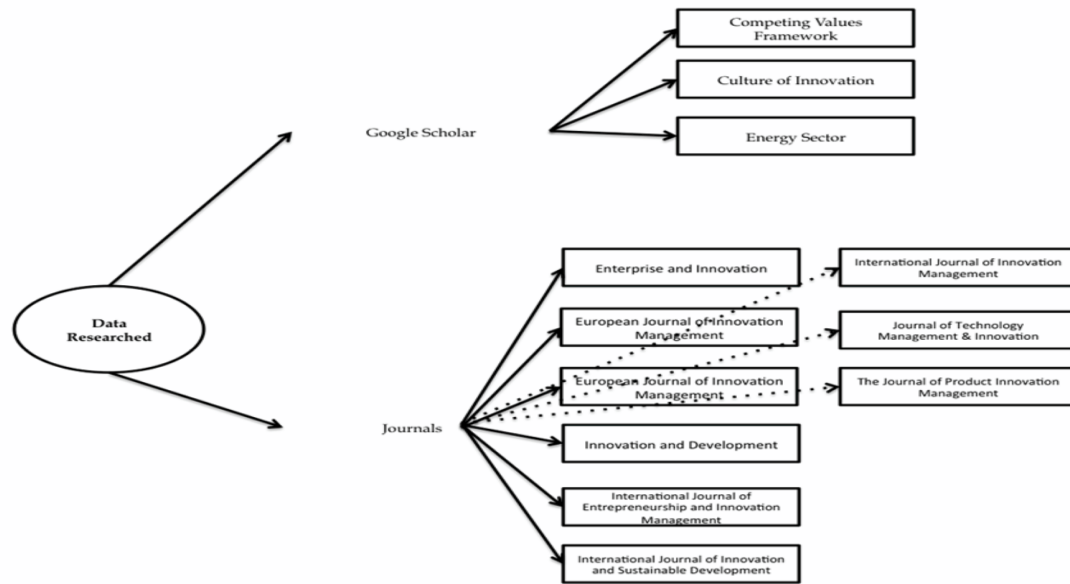 Competing Values
Framework
Culture of Innovation
Google Scholar
Energy Sector
Enterprise and Innovation
International Journal of Innovation
Management
Data
Researched
European Journal of Innovation
Management
Journal of Technology
Management & Innovation
European Journal of Innovation
Management
The Journal of Product Innovation
Management
Journals
Innovation and Development
International Journal of
Entrepreneurship and Innovation
Management
International Journal of Innovation
and Sustainable Development